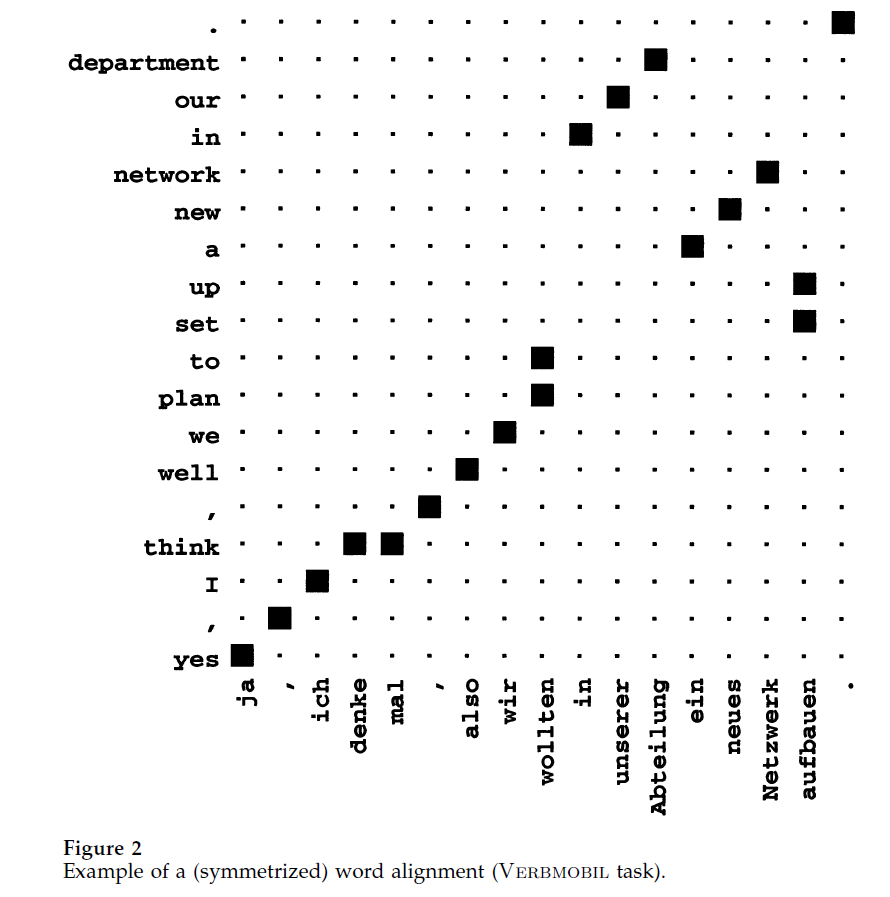 .
department
our
in
network
new
a
up
set
to
plan
we
well
,
think
I
,
yes
ja , ich denke mal , also wir wollten in unserer Abteilung ein neues Netzwerk aufbauen .
Figure 2
Example of a (symmetrized) word alignment (VERBMOBIL task).